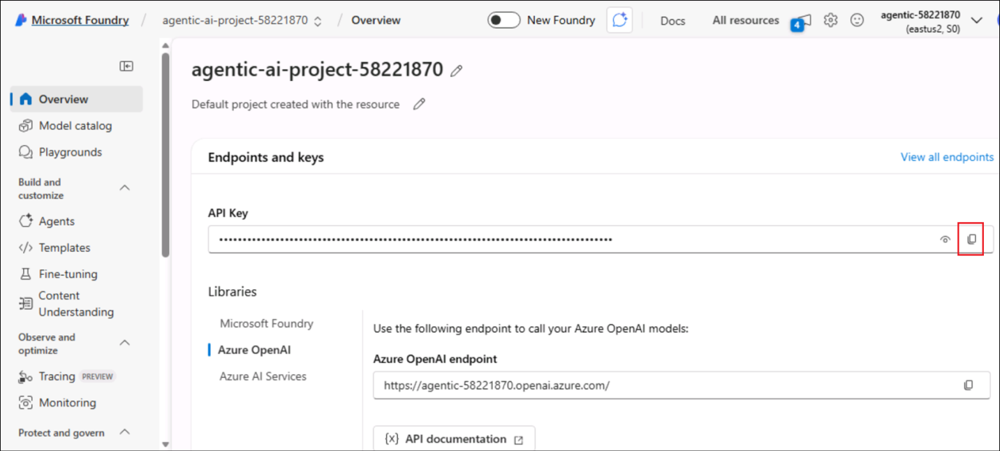 Microsoft Foundry / agentic-ai-project-58221870 / Overview New Foundry Docs All resources 4 agentic-58221870
(eastus2, S0)
Overview
Model catalog
Playgrounds
Build and
customize
Agents
Templates
Fine-tuning
Content
Understanding
Observe and
optimize
Tracing PREVIEW
Monitoring
Protect and govern
agentic-ai-project-58221870
Default project created with the resource
Endpoints and keys View all endpoints
API Key
Libraries
Microsoft Foundry
Azure OpenAI
Azure AI Services
Use the following endpoint to call your Azure OpenAI models:
Azure OpenAI endpoint
https://agentic-58221870.openai.azure.com/
{x} API documentation